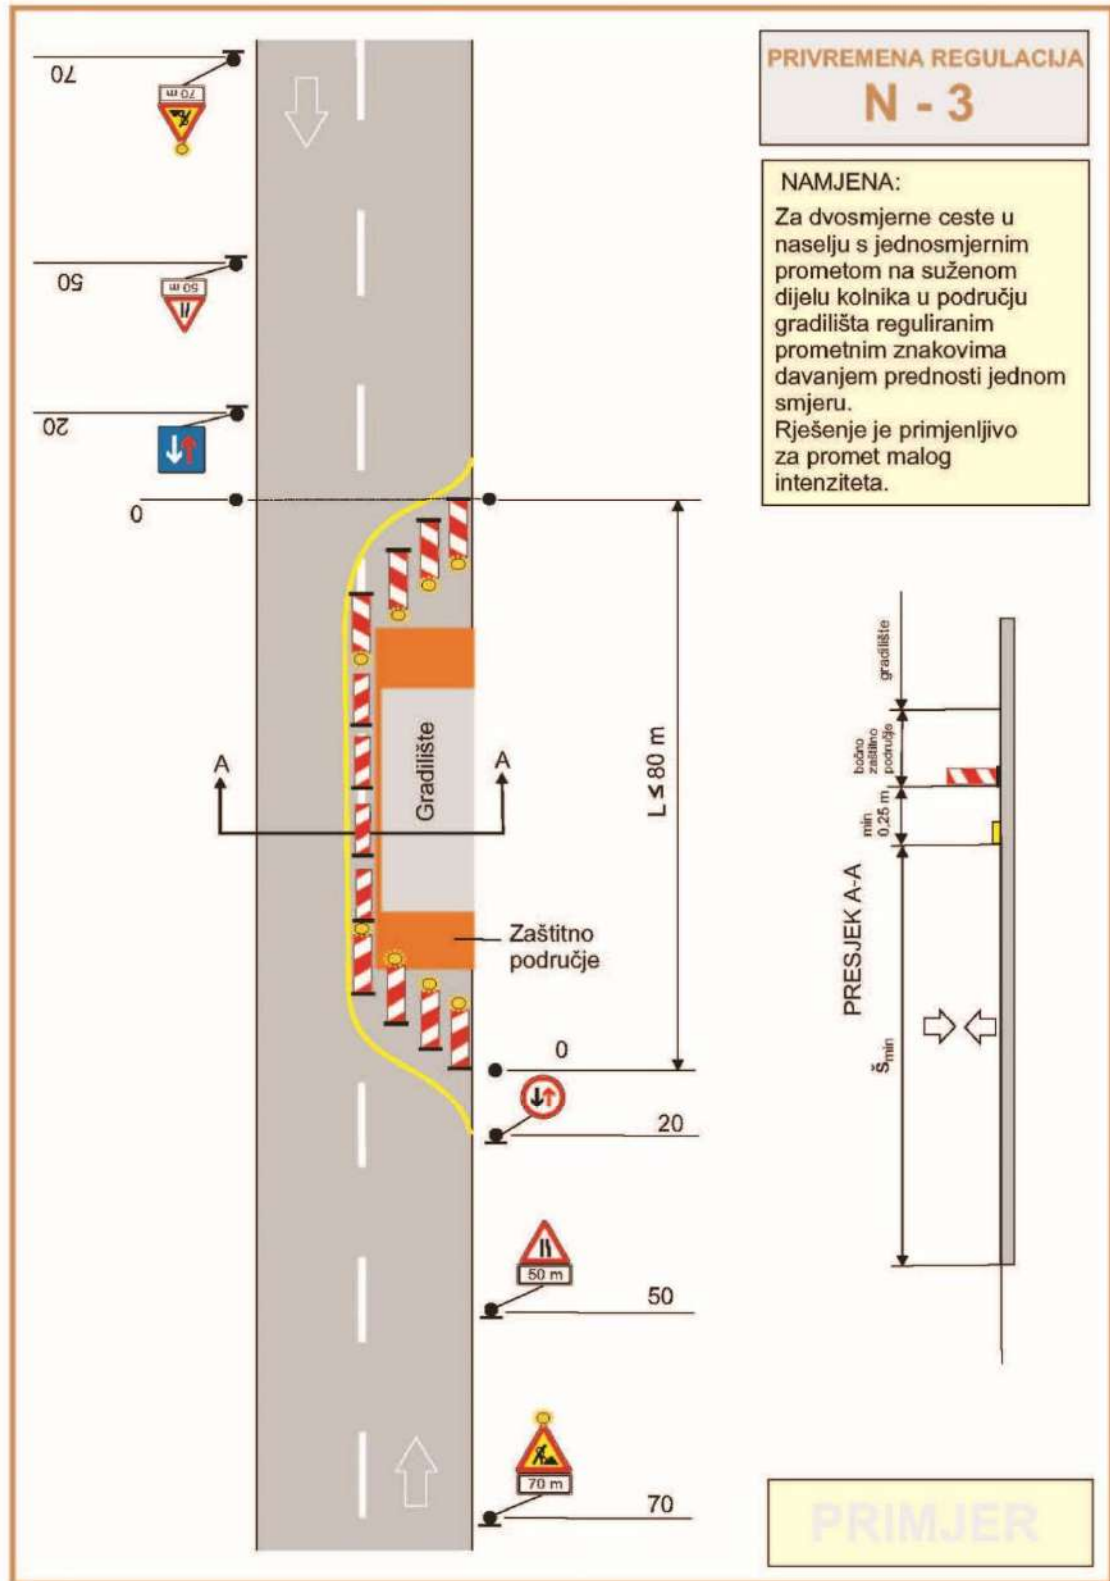 PRIVREMENA REGULACIJA
N - 3
NAMJENA:
Za dvosmjerne ceste u
naselju s jednosmjernim
prometom na suženom
dijelu kolnika u području
gradilišta reguliranim
prometnim znakovima
davanjem prednosti jednom
smjeru.
Rješenje je primjenljivo
za promet malog
intenziteta.
70
70 m
50
50 m
20
0
A
A
Gradilište
L ≤ 80 m
Zaštitno
područje
0
20
50 m
50
70 m
70
gradilište
bočno
zaštitno
područje
min
0,25 m
PRESJEK A-A
Šmin
PRIMJER